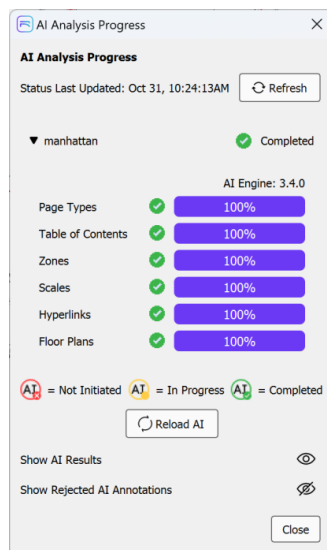 AI Analysis Progress
AI Analysis Progress
Status Last Updated: Oct 31, 10:24:13AM Refresh
manhattan Completed
AI Engine: 3.4.0
Page Types 100%
Table of Contents 100%
Zones 100%
Scales 100%
Hyperlinks 100%
Floor Plans 100%
AI = Not Initiated AI = In Progress AI = Completed
Reload AI
Show AI Results
Show Rejected AI Annotations
Close